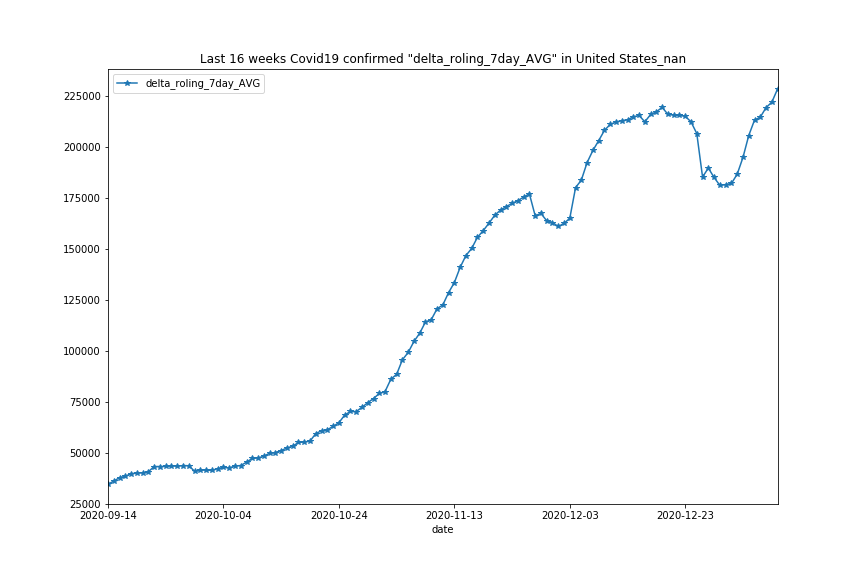 Last 16 weeks Covid19 confirmed "delta_roling_7day_AVG" in United States_nan
delta_roling_7day_AVG
225000
200000
175000
150000
125000
100000
75000
50000
25000
2020-09-14 2020-10-04 2020-10-24 2020-11-13 2020-12-03 2020-12-23
date